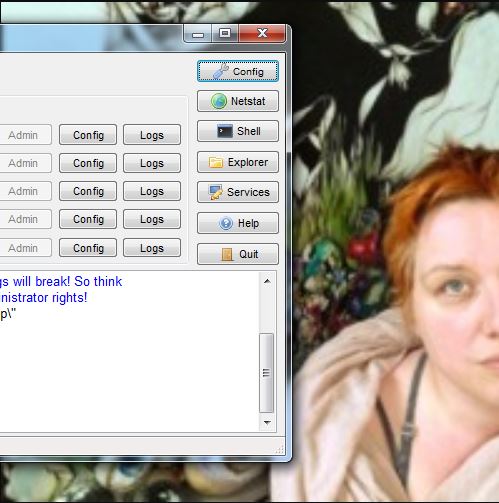 Config
Netstat
Admin Config Logs Shell
Admin Config Logs Explorer
Admin Config Logs Services
Admin Config Logs Help
Admin Config Logs Quit
gs will break! So think
nistrator rights!
p\"